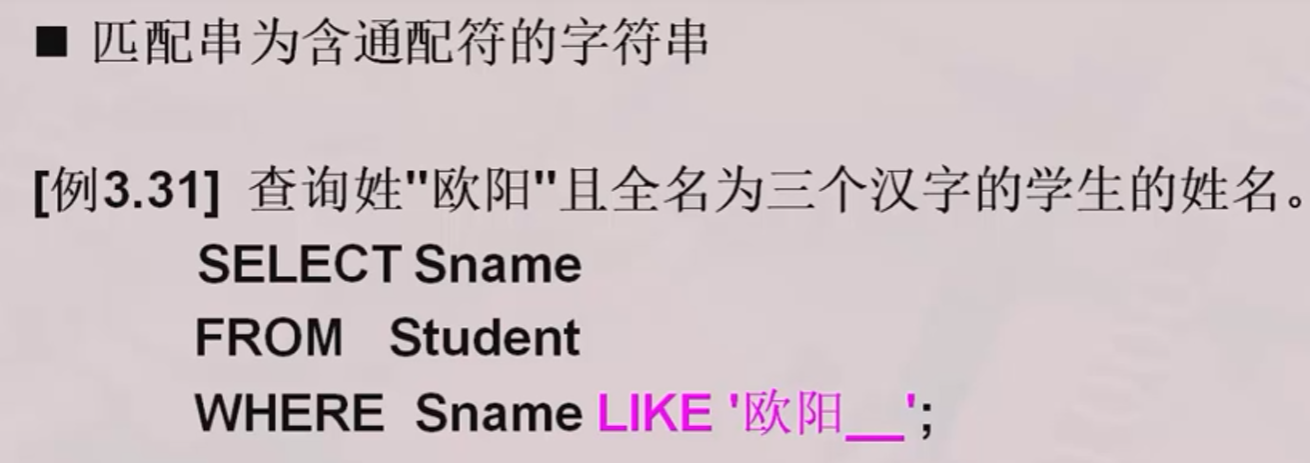 ■ 匹配串为含通配符的字符串
[例3.31] 查询姓"欧阳"且全名为三个汉字的学生的姓名。
SELECT Sname
FROM Student
WHERE Sname LIKE '欧阳__';